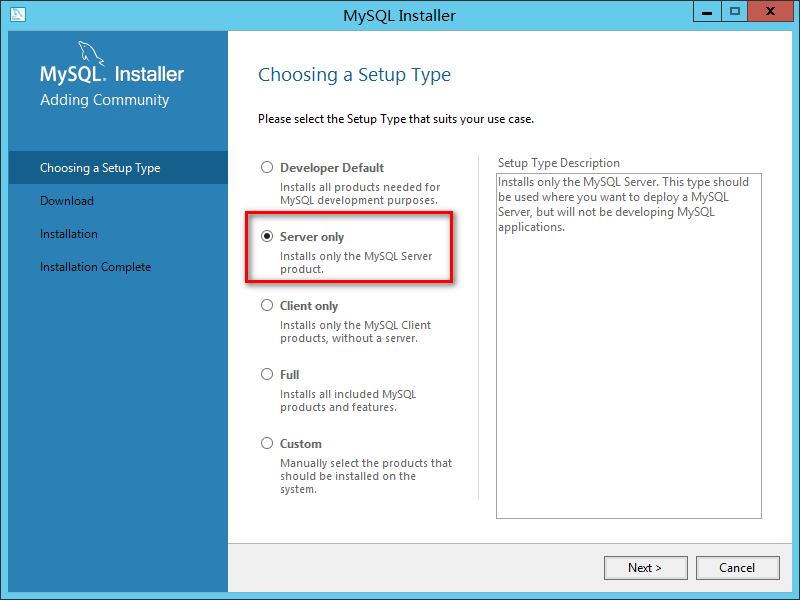 MySQL Installer
MySQL. Installer
Adding Community
Choosing a Setup Type
Download
Installation
Installation Complete
Choosing a Setup Type
Please select the Setup Type that suits your use case.
Developer Default
Installs all products needed for
MySQL development purposes.
Server only
Installs only the MySQL Server
product.
Client only
Installs only the MySQL Client
products, without a server.
Full
Installs all included MySQL
products and features.
Custom
Manually select the products that
should be installed on the
system.
Setup Type Description
Installs only the MySQL Server. This type should
be used where you want to deploy a MySQL
Server, but will not be developing MySQL
applications.
Next >
Cancel